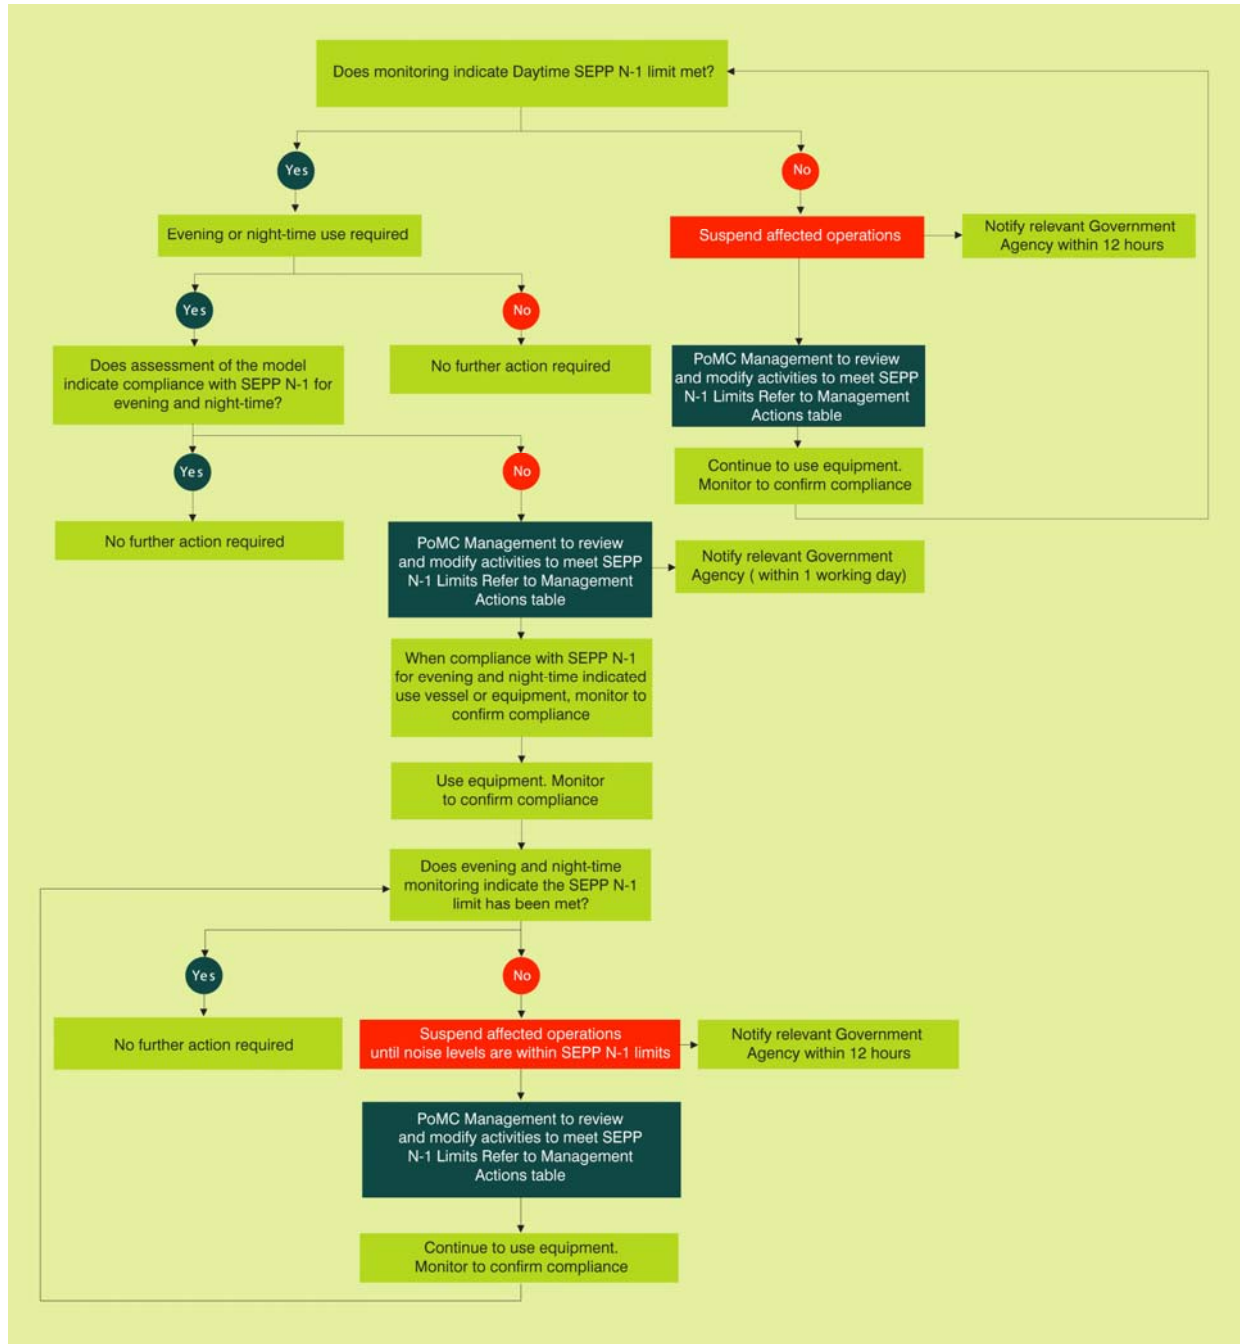 Does monitoring indicate Daytime SEPP N-1 limit met?
Yes
No
Evening or night-time use required
Suspend affected operations
Notify relevant Government
Agency within 12 hours
Yes
No
Does assessment of the model
indicate compliance with SEPP N-1 for
evening and night-time?
No further action required
PoMC Management to review
and modify activities to meet SEPP
N-1 Limits Refer to Management
Actions table
Yes
No
Continue to use equipment.
Monitor to confirm compliance
No further action required
PoMC Management to review
and modify activities to meet SEPP
N-1 Limits Refer to Management
Actions table
Notify relevant Government
Agency ( within 1 working day)
When compliance with SEPP N-1
for evening and night-time indicated
use vessel or equipment, monitor to
confirm compliance
Use equipment. Monitor
to confirm compliance
Does evening and night-time
monitoring indicate the SEPP N-1
limit has been met?
Yes
No
No further action required
Suspend affected operations
until noise levels are within SEPP N-1 limits
Notify relevant Government
Agency within 12 hours
PoMC Management to review
and modify activities to meet SEPP
N-1 Limits Refer to Management
Actions table
Continue to use equipment.
Monitor to confirm compliance